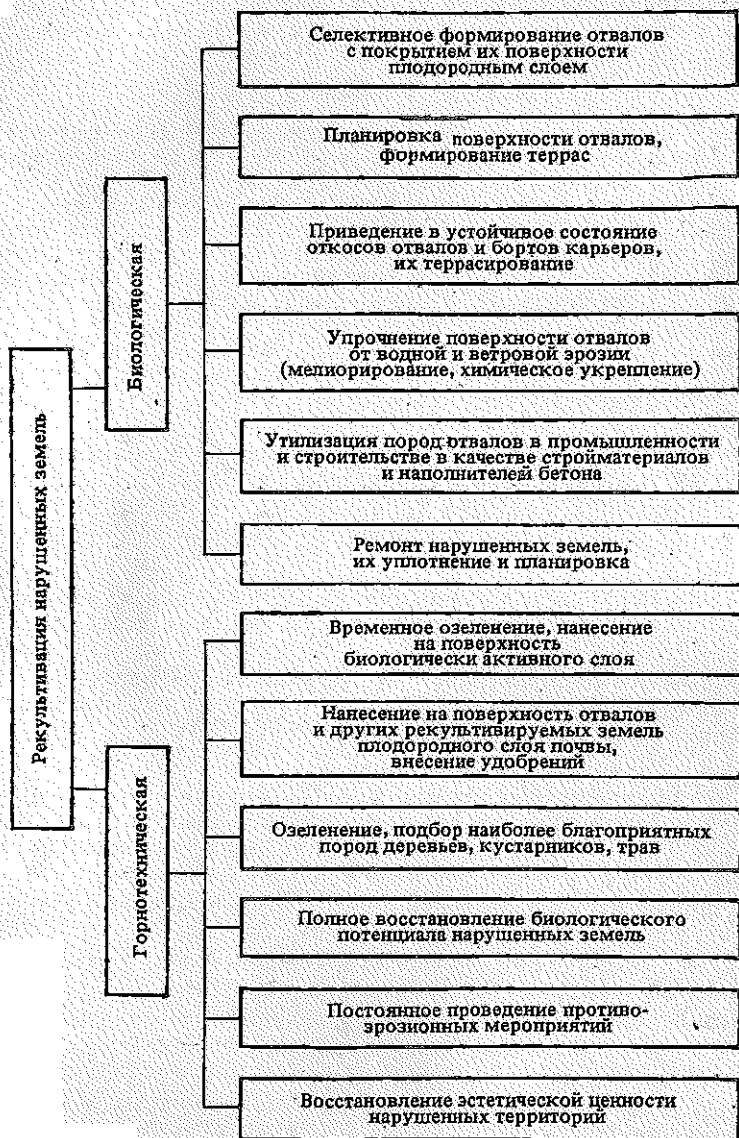 Рекультивация нарушенных земель
Биологическая
Селективное формирование отвалов
с покрытием их поверхности
плодородным слоем
Планировка поверхности отвалов,
формирование террас
Приведение в устойчивое состояние
откосов отвалов и бортов карьеров,
их террасирование
Упрочнение поверхности отвалов
от водной и ветровой эрозии
(мелиорирование, химическое укрепление)
Утилизация пород отвалов в промышленности
и строительстве в качестве стройматериалов
и наполнителей бетона
Ремонт нарушенных земель,
их уплотнение и планировка
Горнотехническая
Временное озеленение, нанесение
на поверхность
биологически активного слоя
Нанесение на поверхность отвалов
и других рекультивируемых земель
плодородного слоя почвы,
внесение удобрений
Озеленение, подбор наиболее благоприятных
пород деревьев, кустарников, трав
Полное восстановление биологического
потенциала нарушенных земель
Постоянное проведение противо-
эрозионных мероприятий
Восстановление эстетической ценности
нарушенных территорий